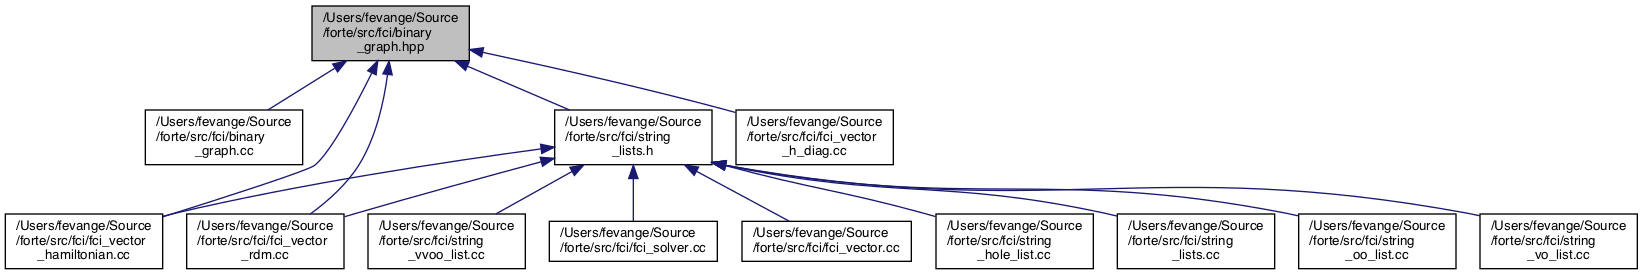 /Users/fevange/Source
/forte/src/fci/binary
_graph.hpp
/Users/fevange/Source
/forte/src/fci/binary
_graph.cc
/Users/fevange/Source
/forte/src/fci/string
_lists.h
/Users/fevange/Source
/forte/src/fci/fci_vector
_h_diag.cc
/Users/fevange/Source
/forte/src/fci/fci_vector
_hamiltonian.cc
/Users/fevange/Source
/forte/src/fci/fci_vector
_rdm.cc
/Users/fevange/Source
/forte/src/fci/string
_vvoo_list.cc
/Users/fevange/Source
/forte/src/fci/fci_solver.cc
/Users/fevange/Source
/forte/src/fci/fci_vector.cc
/Users/fevange/Source
/forte/src/fci/string
_hole_list.cc
/Users/fevange/Source
/forte/src/fci/string
_lists.cc
/Users/fevange/Source
/forte/src/fci/string
_oo_list.cc
/Users/fevange/Source
/forte/src/fci/string
_vo_list.cc